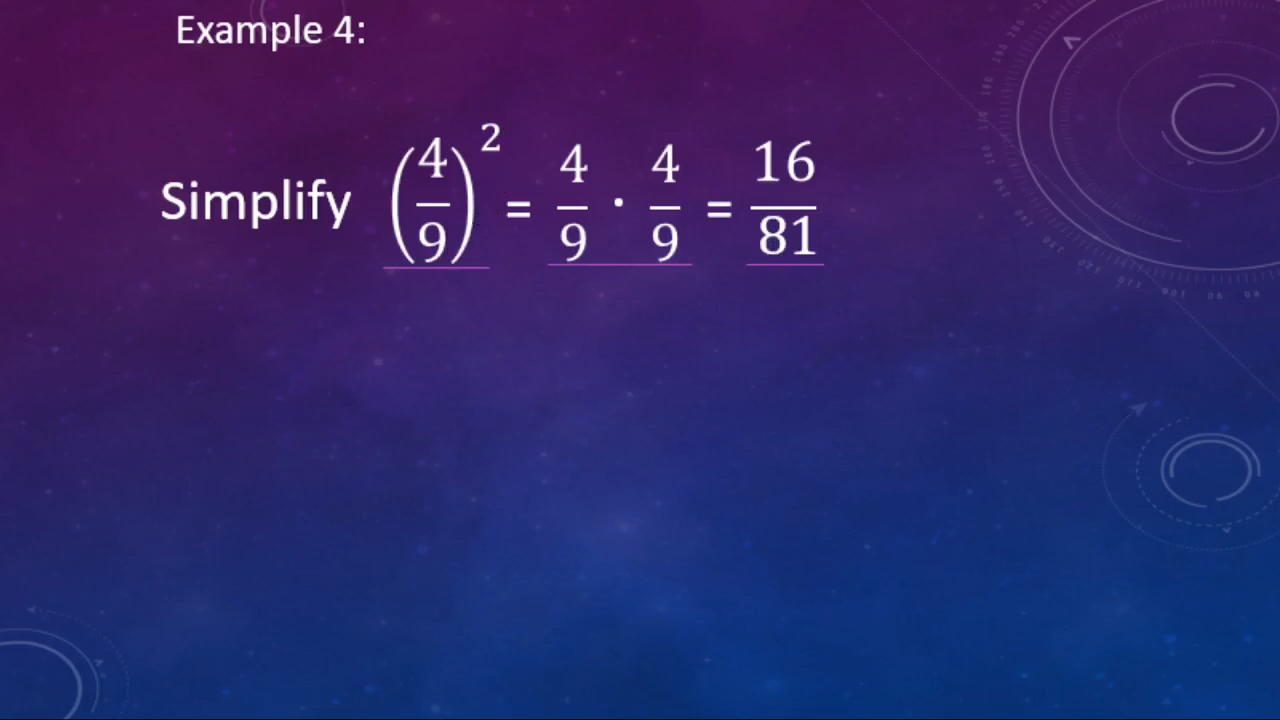 Example 4:
Simplify (4/9)² = 4/9 · 4/9 = 16/81